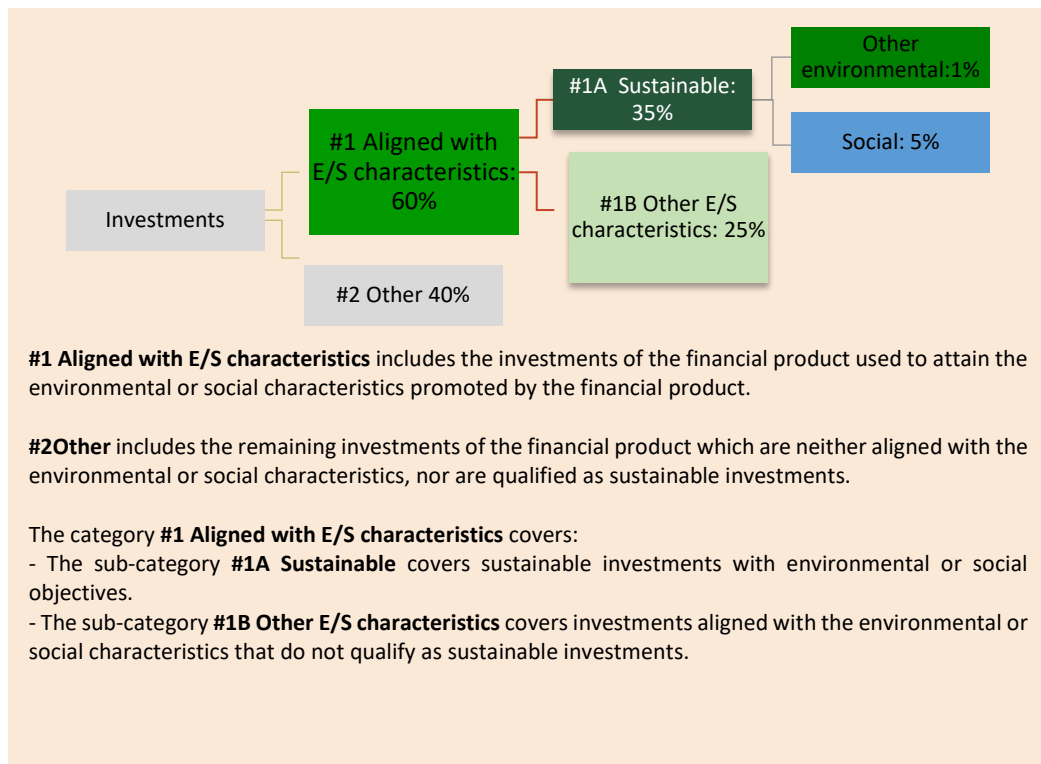 Other
environmental:1%
#1A Sustainable:
35%
#1 Aligned with
E/S characteristics:
60%
Social: 5%
Investments
#1B Other E/S
characteristics: 25%
#2 Other 40%
#1 Aligned with E/S characteristics includes the investments of the financial product used to attain the
environmental or social characteristics promoted by the financial product.
#2Other includes the remaining investments of the financial product which are neither aligned with the
environmental or social characteristics, nor are qualified as sustainable investments.
The category #1 Aligned with E/S characteristics covers:
- The sub-category #1A Sustainable covers sustainable investments with environmental or social
objectives.
- The sub-category #1B Other E/S characteristics covers investments aligned with the environmental or
social characteristics that do not qualify as sustainable investments.